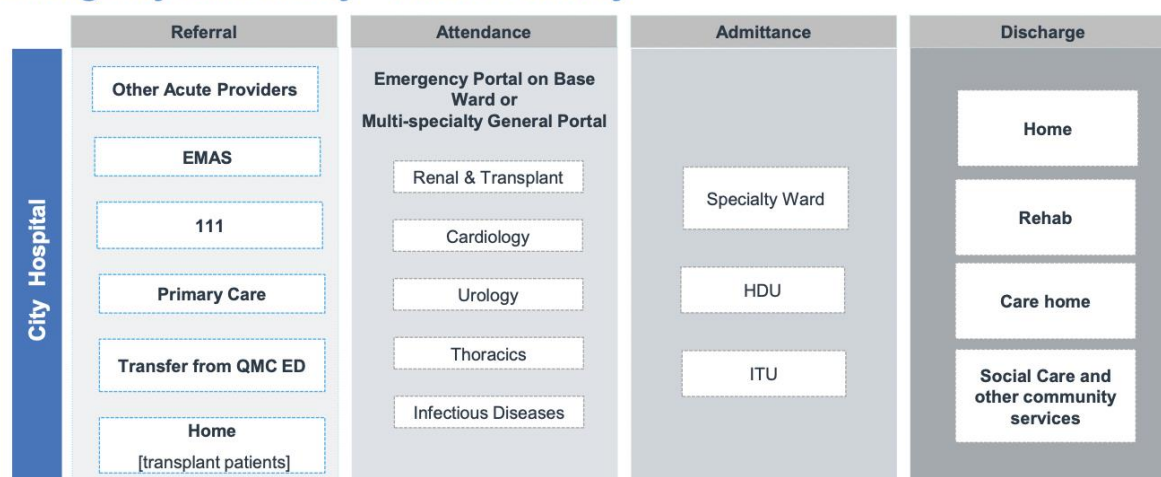 Referral
Attendance
Admittance
Discharge
City Hospital
Other Acute Providers
EMAS
111
Primary Care
Transfer from QMC ED
Home
[transplant patients]
Emergency Portal on Base
Ward or
Multi-specialty General Portal
Renal & Transplant
Cardiology
Urology
Thoracics
Infectious Diseases
Specialty Ward
HDU
ITU
Home
Rehab
Care home
Social Care and
other community
services